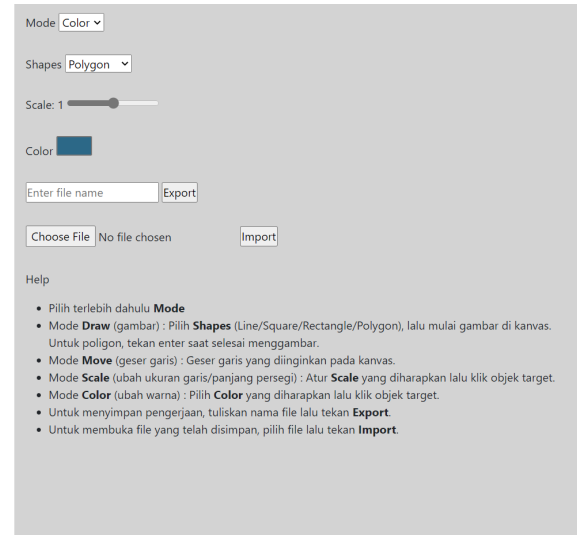 Mode Color
Shapes Polygon
Scale: 1
Color
Enter file name Export
Choose File No file chosen Import
Help
• Pilih terlebih dahulu Mode
• Mode Draw (gambar) : Pilih Shapes (Line/Square/Rectangle/Polygon), lalu mulai gambar di kanvas.
Untuk poligon, tekan enter saat selesai menggambar.
• Mode Move (geser garis) : Geser garis yang diinginkan pada kanvas.
• Mode Scale (ubah ukuran garis/panjang persegi) : Atur Scale yang diharapkan lalu klik objek target.
• Mode Color (ubah warna) : Pilih Color yang diharapkan lalu klik objek target.
• Untuk menyimpan pengerjaan, tuliskan nama file lalu tekan Export.
• Untuk membuka file yang telah disimpan, pilih file lalu tekan Import.